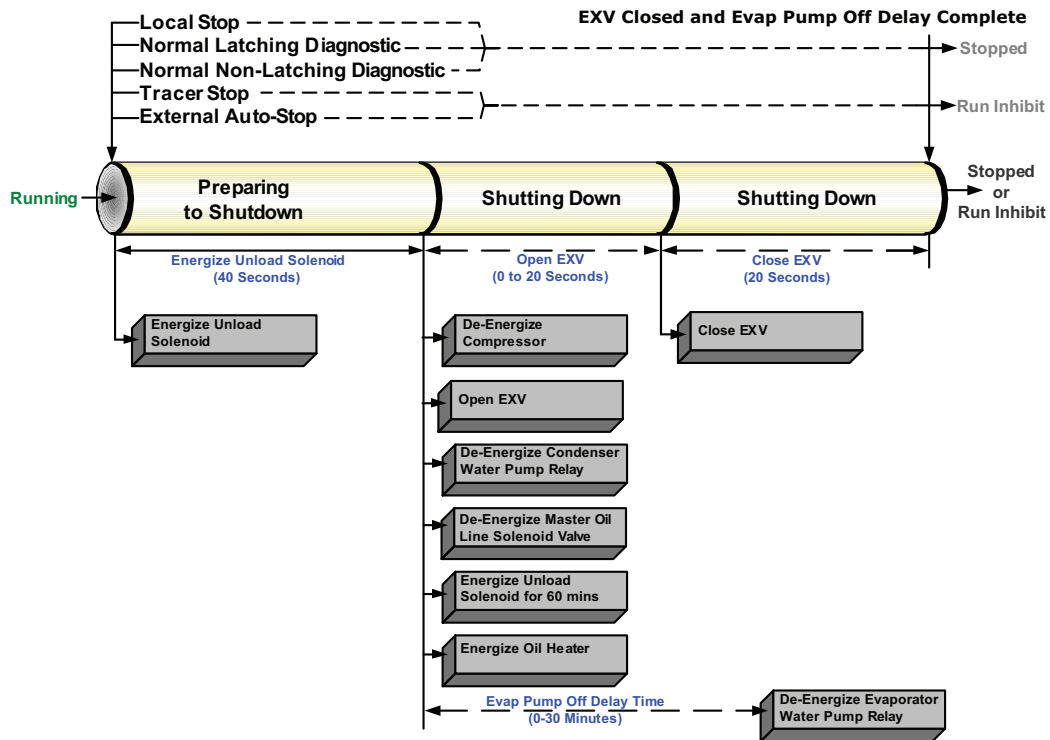 Local Stop
Normal Latching Diagnostic
Normal Non-Latching Diagnostic
Tracer Stop
External Auto-Stop
EXV Closed and Evap Pump Off Delay Complete
Stopped
Run Inhibit
Running
Preparing
to Shutdown
Shutting Down
Shutting Down
Stopped
or
Run Inhibit
Energize Unload Solenoid
(40 Seconds)
Open EXV
(0 to 20 Seconds)
Close EXV
(20 Seconds)
Energize Unload
Solenoid
De-Energize
Compressor
Close EXV
Open EXV
De-Energize Condenser
Water Pump Relay
De-Energize Master Oil
Line Solenoid Valve
Energize Unload
Solenoid for 60 mins
Energize Oil Heater
Evap Pump Off Delay Time
(0-30 Minutes)
De-Energize Evaporator
Water Pump Relay